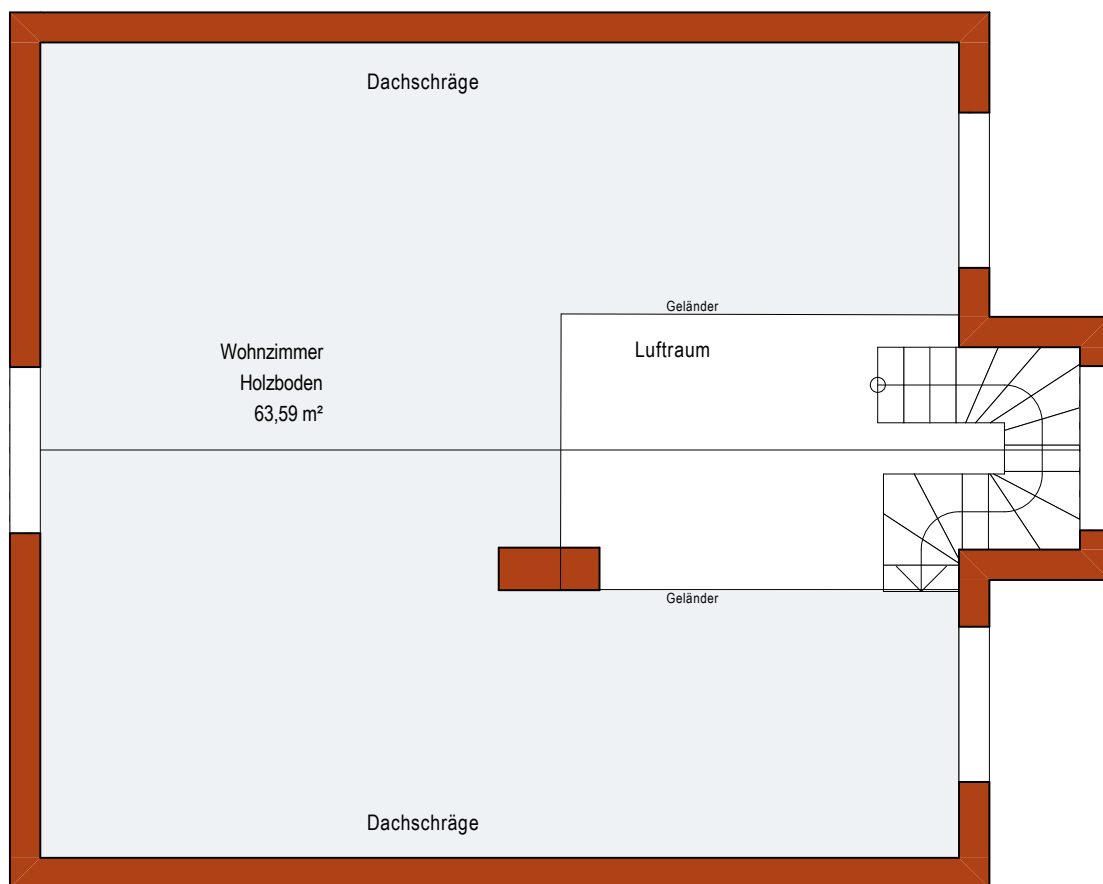 Dachschräge
Geländer
Luftraum
Wohnzimmer
Holzboden
63,59 m²
Geländer
Dachschräge